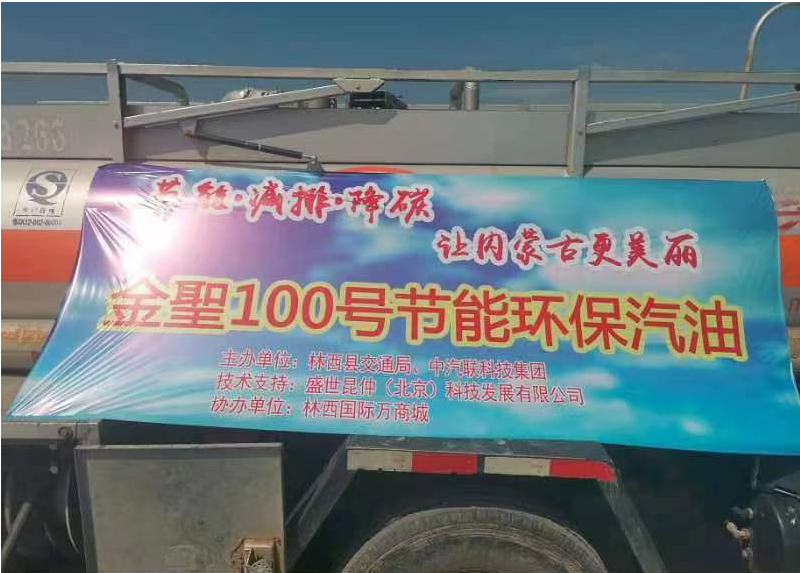 3263
节能·减排·降碳
让内蒙古更美丽
金聖100号节能环保汽油
主办单位：林西县交通局、中汽联科技集团
技术支持：盛世昆仲（北京）科技发展有限公司
协办单位：林西国际万商城